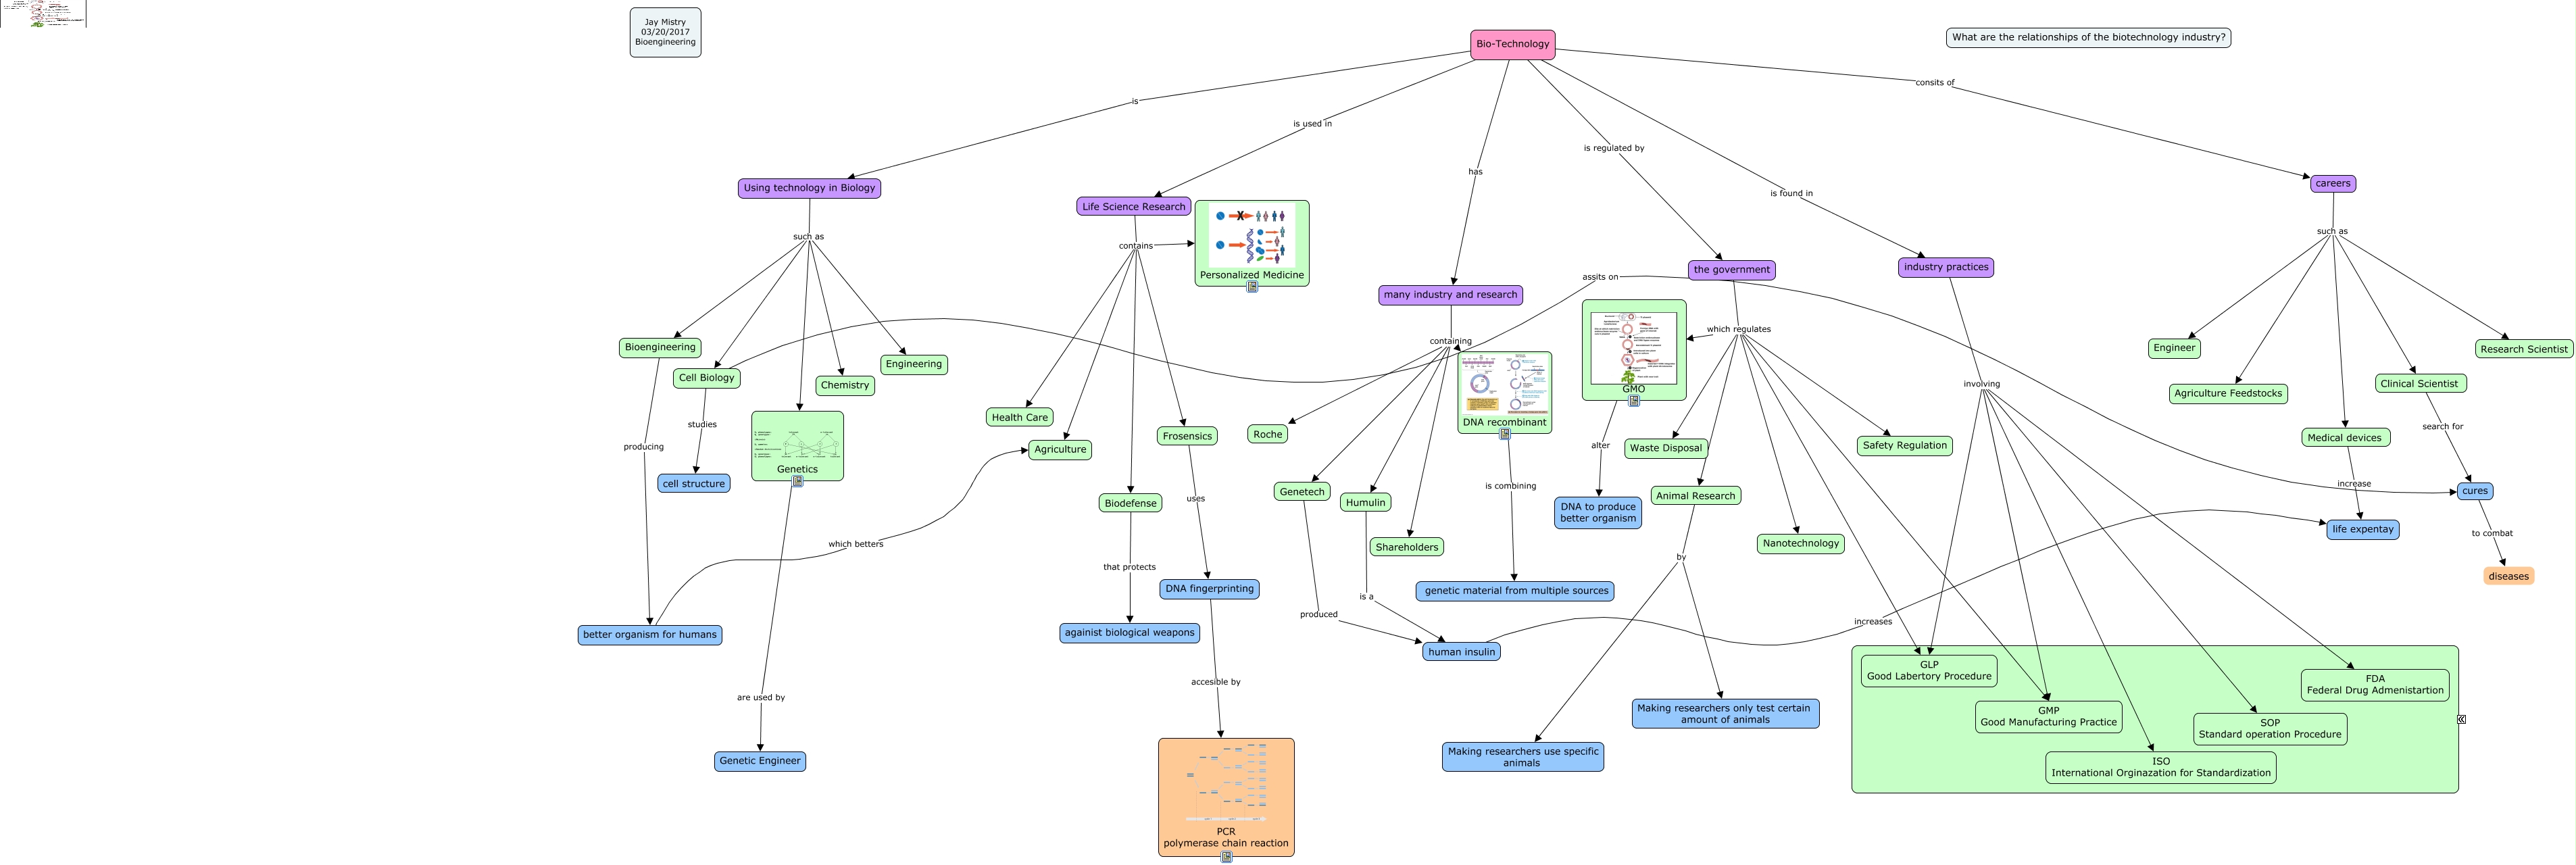 Jay Mistry
03/20/2017
Bioengineering
Bio-Technology
What are the relationships of the biotechnology industry?
is
is used in
has
is regulated by
is found in
consits of
Using technology in Biology
Life Science Research
many industry and research
the government
industry practices
careers
such as
contains
Personalized Medicine
containing
assits on
which regulates
involving
such as
Bioengineering
Cell Biology
Genetics
Chemistry
Engineering
Health Care
Agriculture
Biodefense
Frosensics
Roche
Genetech
Humulin
Shareholders
DNA recombinant
GMO
Waste Disposal
Animal Research
Nanotechnology
Safety Regulation
Engineer
Agriculture Feedstocks
Medical devices
Clinical Scientist
Research Scientist
producing
studies
cell structure
which betters
uses
is combining
alter
DNA to produce
better organism
by
increase
search for
cures
life expentay
to combat
diseases
that protects
DNA fingerprinting
genetic material from multiple sources
produced
is a
human insulin
increases
better organism for humans
againist biological weapons
are used by
Genetic Engineer
accesible by
PCR
polymerase chain reaction
Making researchers use specific
animals
Making researchers only test certain
amount of animals
GLP
Good Labertory Procedure
GMP
Good Manufacturing Practice
ISO
International Orginazation for Standardization
SOP
Standard operation Procedure
FDA
Federal Drug Admenistartion